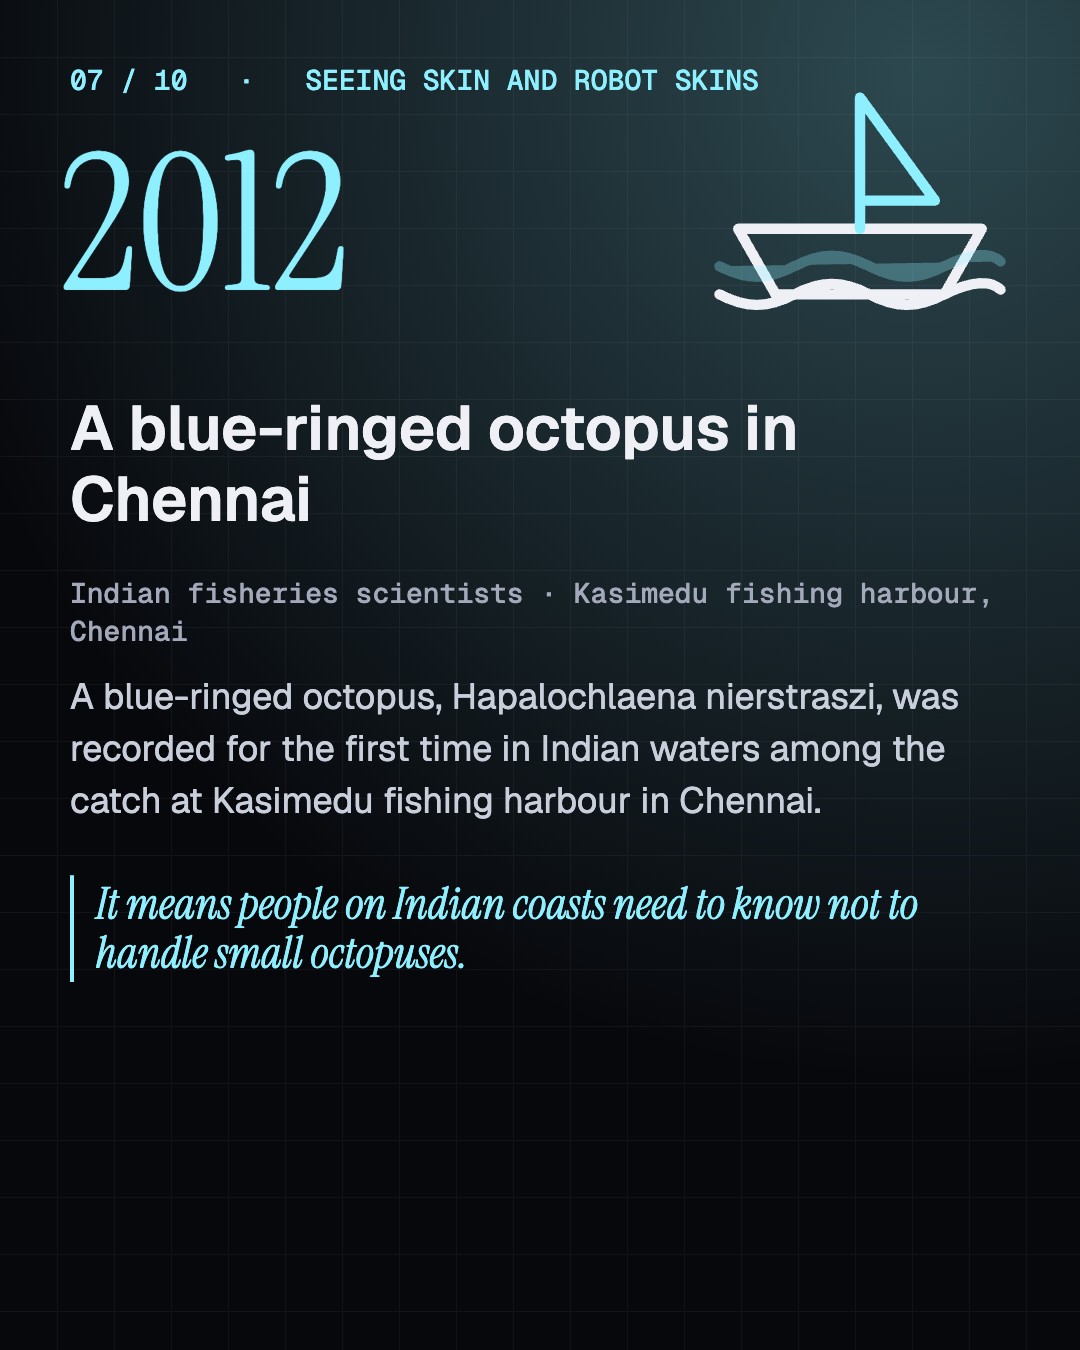 07 / 10 · SEEING SKIN AND ROBOT SKINS
2012
A blue-ringed octopus in
Chennai
Indian fisheries scientists · Kasimedu fishing harbour,
Chennai
A blue-ringed octopus, Hapalochlaena nierstraszi, was
recorded for the first time in Indian waters among the
catch at Kasimedu fishing harbour in Chennai.
It means people on Indian coasts need to know not to
handle small octopuses.